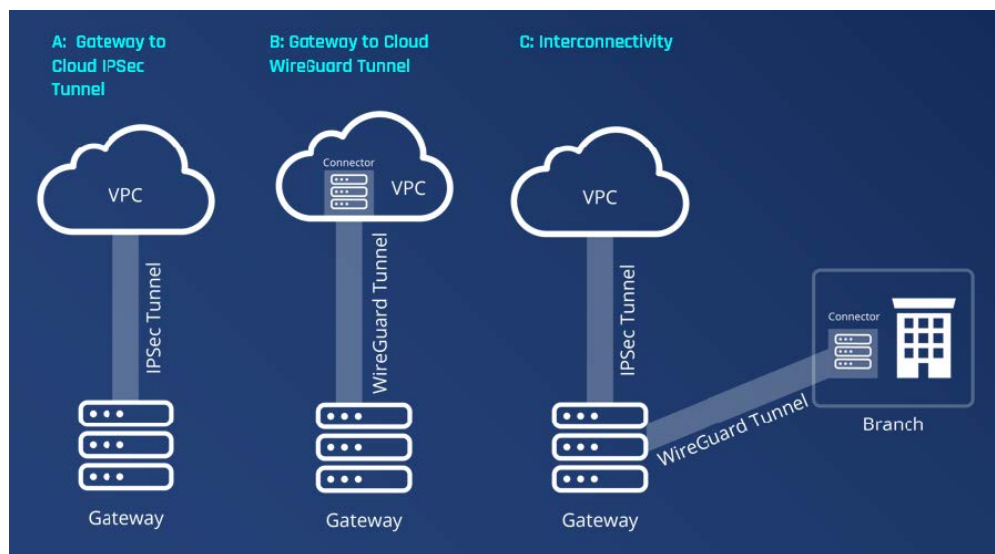 A: Gateway to
Cloud IPSec
Tunnel
B: Gateway to Cloud
WireGuard Tunnel
C: Interconnectivity
VPC
IPSec Tunnel
Gateway
Connector
VPC
WireGuard Tunnel
Gateway
VPC
IPSec Tunnel
Gateway
WireGuard Tunnel
Connector
Branch